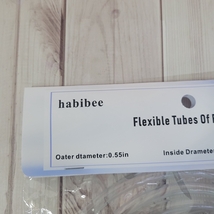 habibee
Flexible Tubes Of
Oater dtameter:0.55in
Inside Drameter